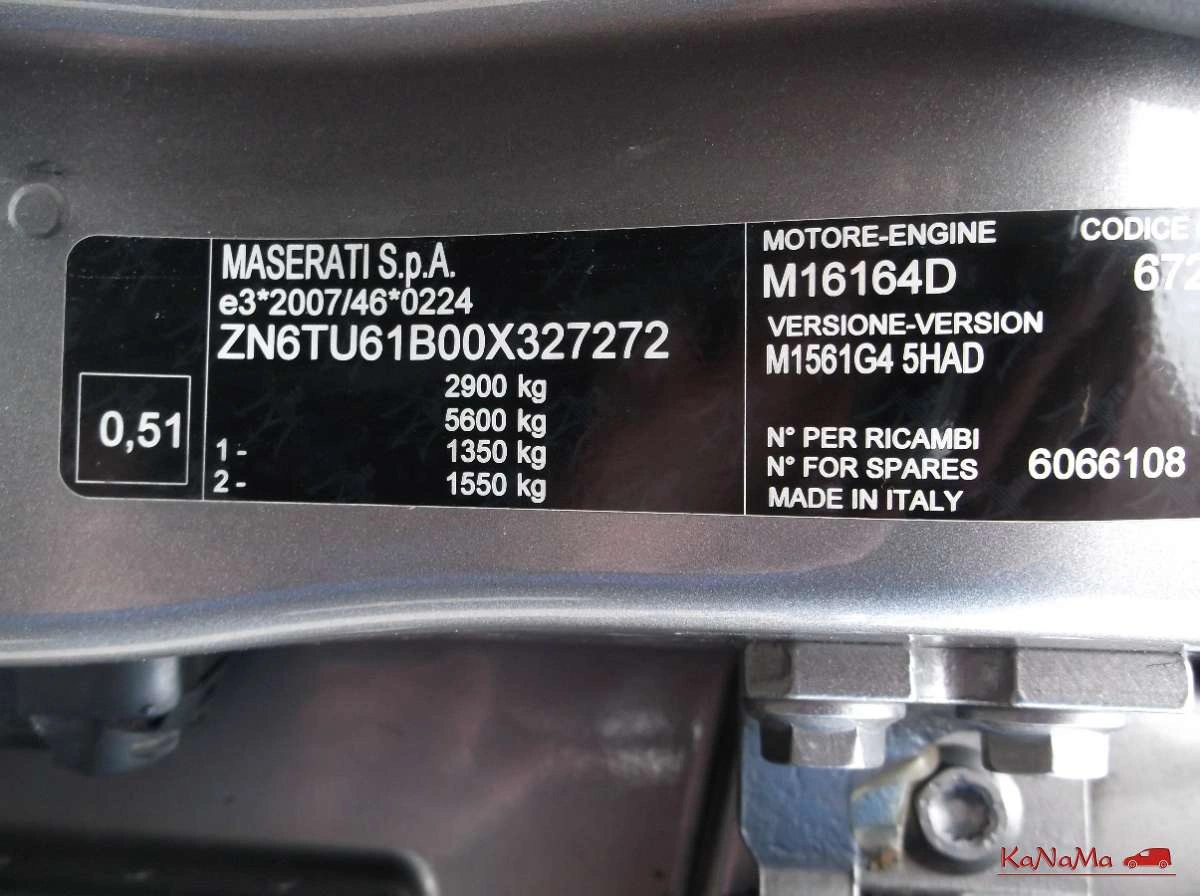 0,51
MASERATI S.p.A.
e3*2007/46*0224
ZN6TU61B00X327272
2900 kg
5600 kg
1 - 1350 kg
2 - 1550 kg
MOTORE-ENGINE
M16164D
VERSIONE-VERSION
M1561G4 5HAD
N° PER RICAMBI
N° FOR SPARES 6066108
MADE IN ITALY
CODICE
KaNaMa